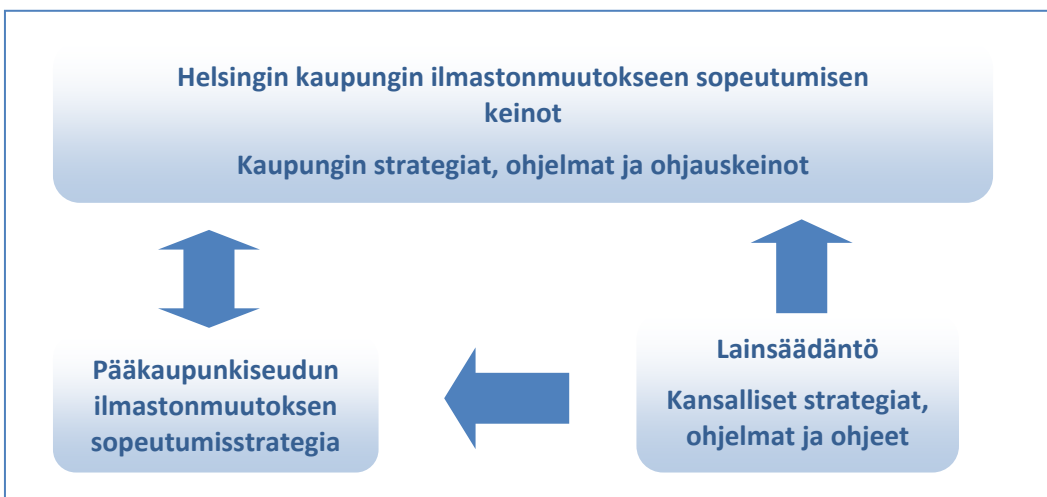 Helsingin kaupungin ilmastonmuutokseen sopeutumisen
keinot
Kaupungin strategiat, ohjelmat ja ohjauskeinot
Pääkaupunkiseudun
ilmastonmuutoksen
sopeutumisstrategia
Lainsäädäntö
Kansalliset strategiat,
ohjelmat ja ohjeet